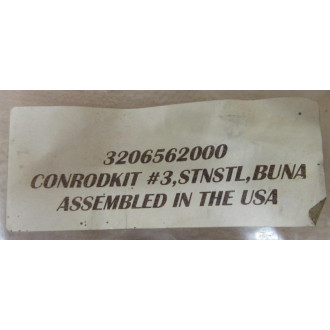 3206562000
CONRODKIT #3,STNSTL,BUNA
ASSEMBLED IN THE USA